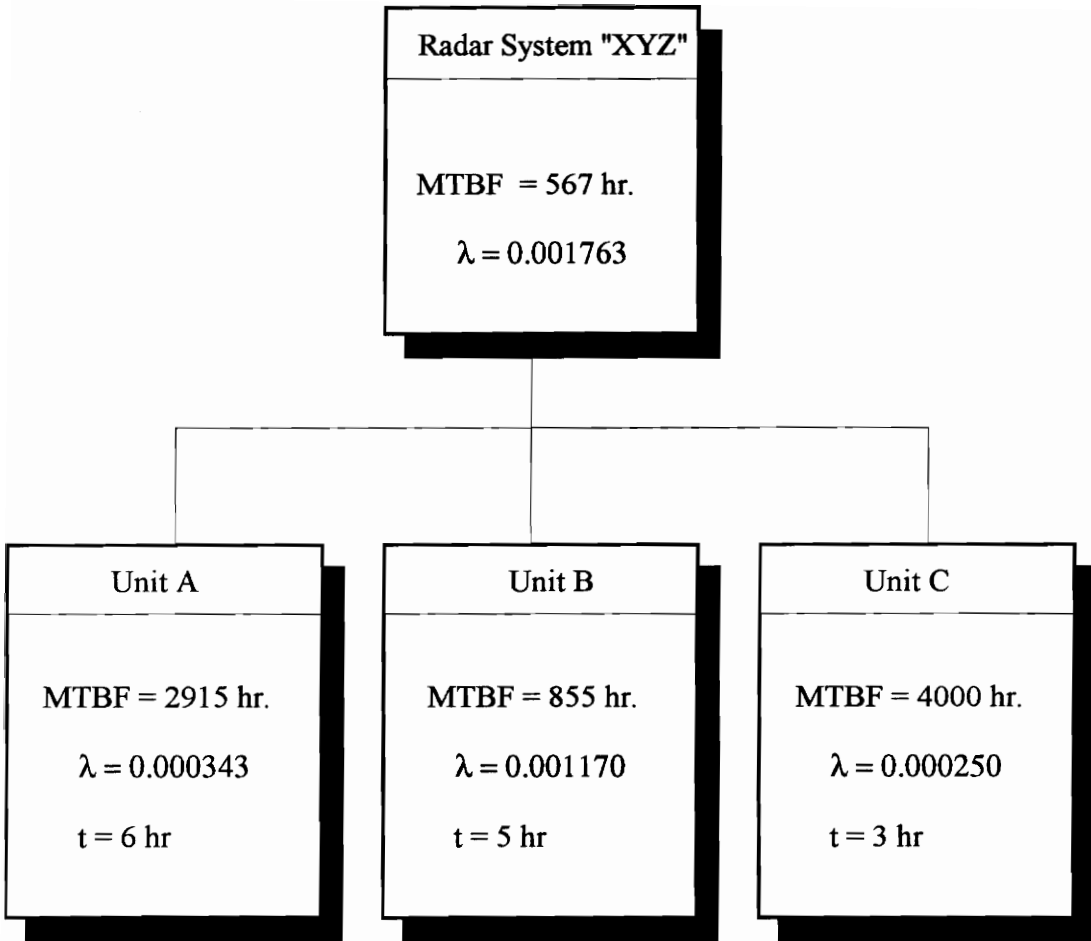 Radar System "XYZ"
MTBF = 567 hr.
λ = 0.001763
Unit A
MTBF = 2915 hr.
λ = 0.000343
t = 6 hr
Unit B
MTBF = 855 hr.
λ = 0.001170
t = 5 hr
Unit C
MTBF = 4000 hr.
λ = 0.000250
t = 3 hr